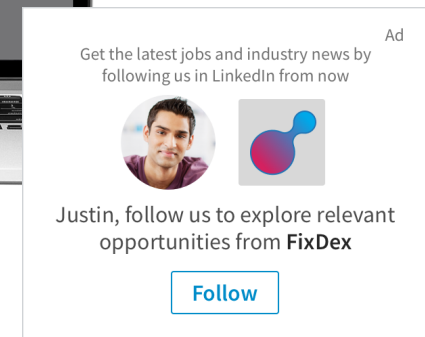 Ad
Get the latest jobs and industry news by
following us in LinkedIn from now
Justin, follow us to explore relevant
opportunities from FixDex
Follow